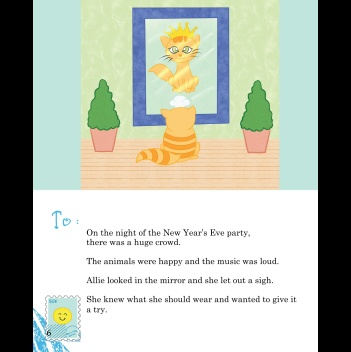 To:
On the night of the New Year's Eve party,
there was a huge crowd.
The animals were happy and the music was loud.
Allie looked in the mirror and she let out a sigh.
She knew what she should wear and wanted to give it
a try.
6